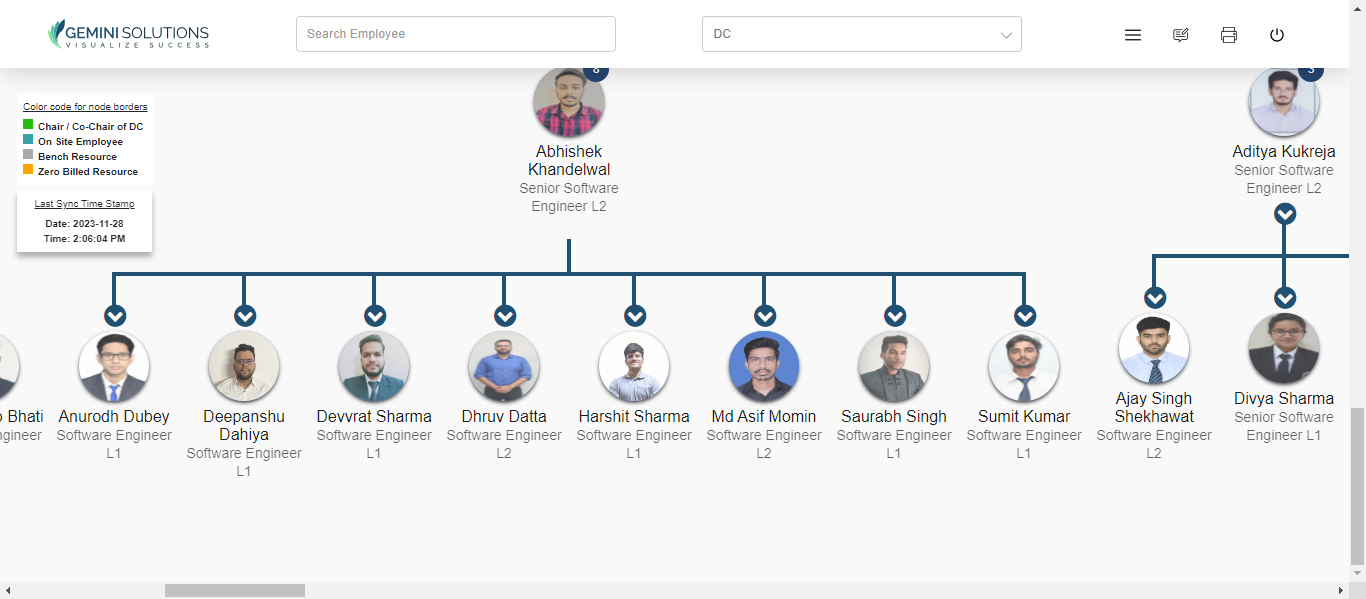 GEMINI SOLUTIONS
VISUALIZE SUCCESS
Search Employee
DC
Color code for node borders
Chair / Co-Chair of DC
On Site Employee
Bench Resource
Zero Billed Resource
Last Sync Time Stamp
Date: 2023-11-28
Time: 2:06:04 PM
Abhishek
Khandelwal
Senior Software
Engineer L2
Aditya Kukreja
Senior Software
Engineer L2
Bhati
Anurodh Dubey
Software Engineer
L1
Deepanshu
Dahiya
Software Engineer
L1
Devvrat Sharma
Software Engineer
L1
Dhruv Datta
Software Engineer
L2
Harshit Sharma
Software Engineer
L1
Md Asif Momin
Software Engineer
L2
Saurabh Singh
Software Engineer
L1
Sumit Kumar
Software Engineer
L1
Ajay Singh
Shekhawat
Software Engineer
L2
Divya Sharma
Senior Software
Engineer L1